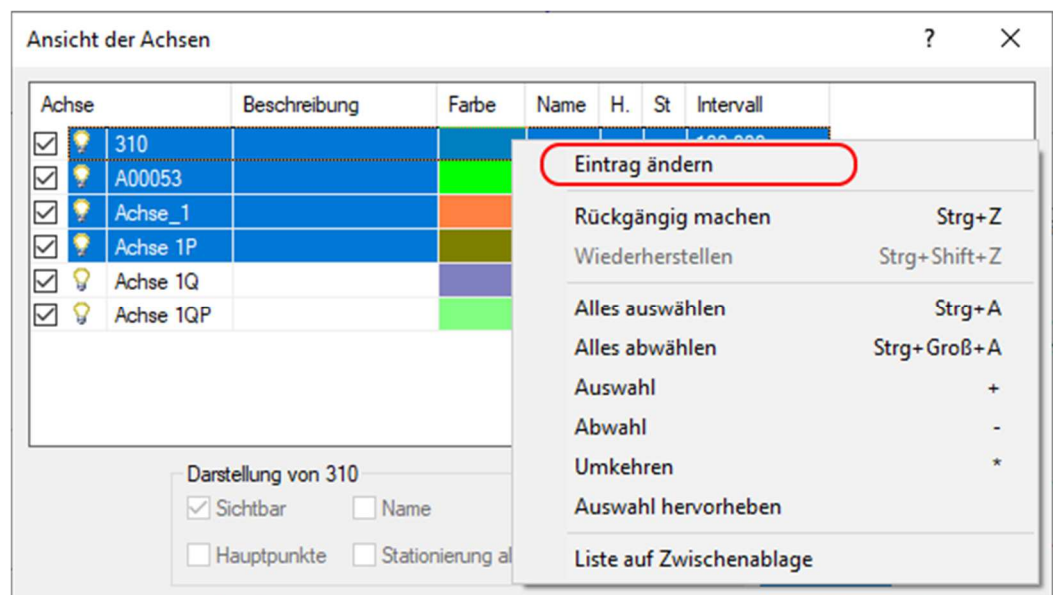 Ansicht der Achsen ? ×
Achse Beschreibung Farbe Name H. St Intervall
310
A00053
Achse_1
Achse 1P
Achse 1Q
Achse 1QP
Eintrag ändern
Rückgängig machen Strg+Z
Wiederherstellen Strg+Shift+Z
Alles auswählen Strg+A
Alles abwählen Strg+Groß+A
Auswahl +
Abwahl -
Umkehren *
Auswahl hervorheben
Liste auf Zwischenablage
Darstellung von 310
Sichtbar Name
Hauptpunkte Stationierung al